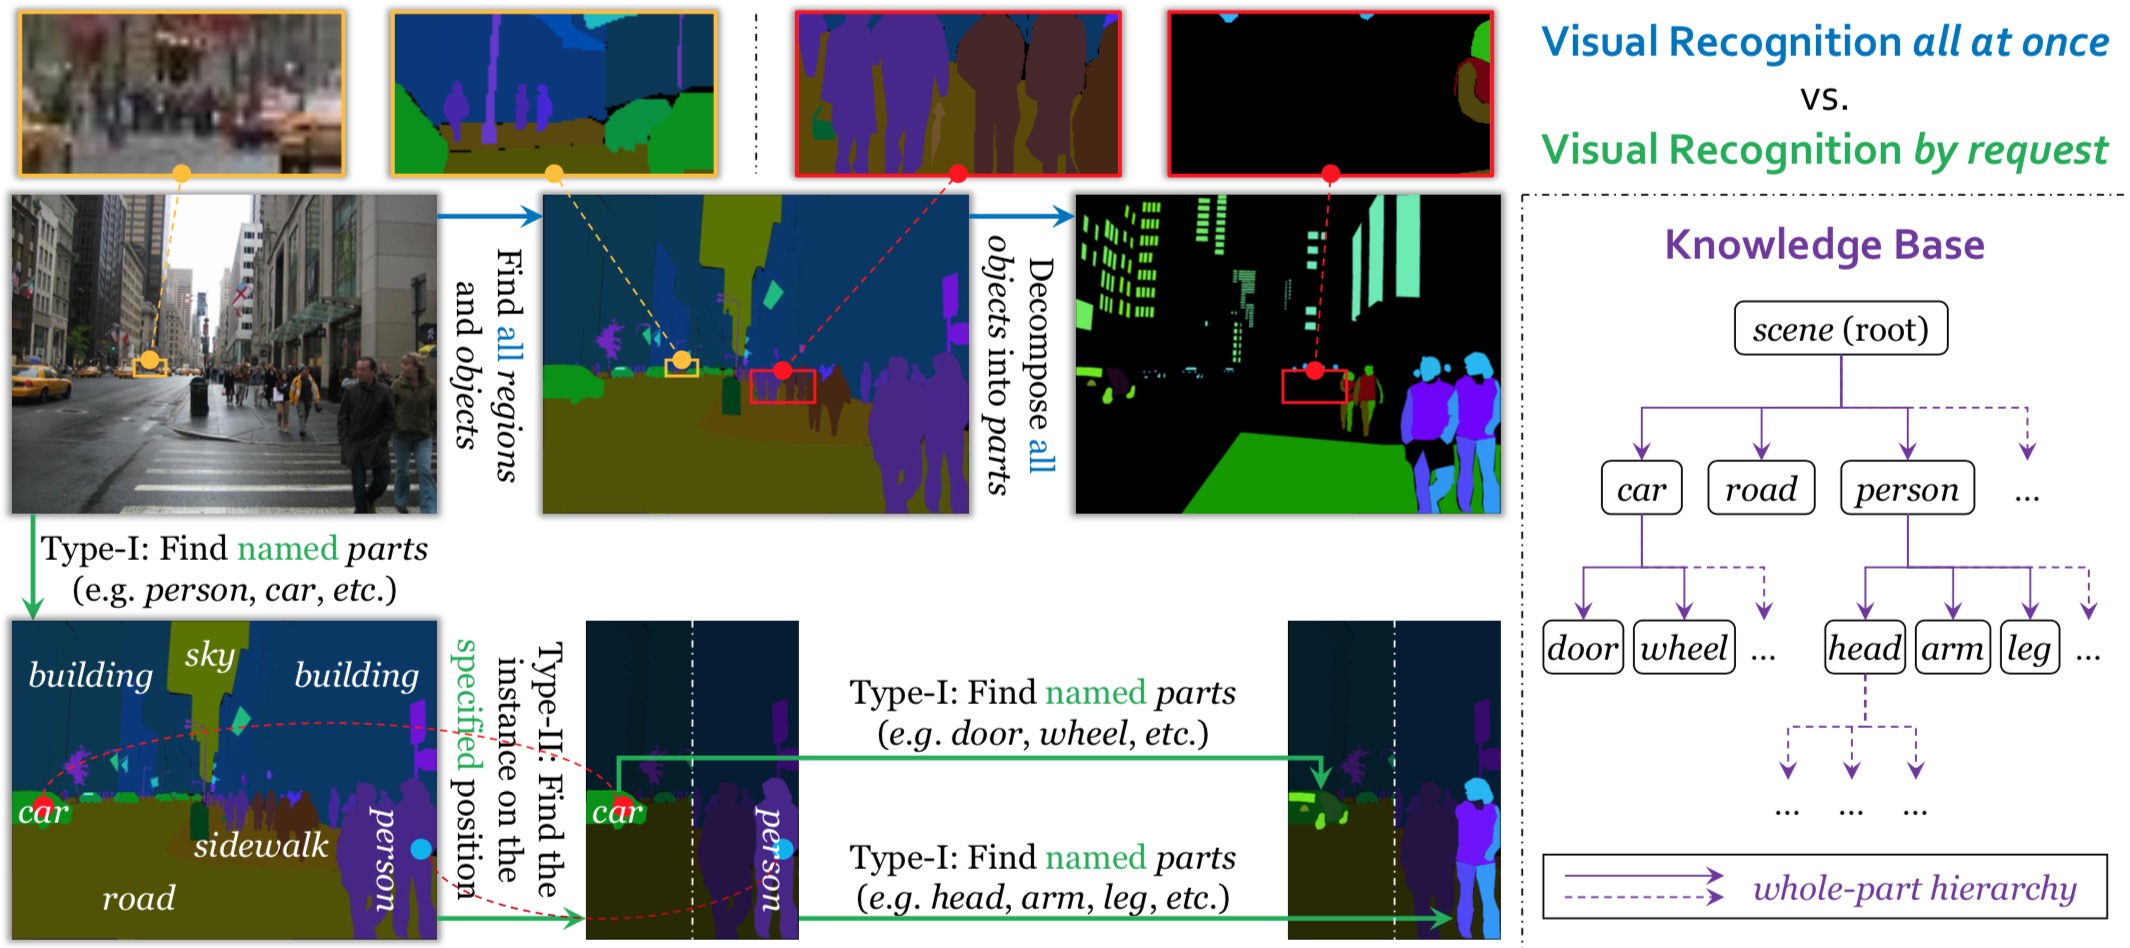 Visual Recognition all at once
vs.
Visual Recognition by request
Find all regions
and objects
Decompose all
objects into parts
Knowledge Base
scene (root)
car
road
person
...
door
wheel
...
head
arm
leg
...
...
...
...
whole-part hierarchy
Type-I: Find named parts
(e.g. person, car, etc.)
building
sky
building
car
sidewalk
person
road
Type-II: Find the
instance on the
specified position
car
person
Type-I: Find named parts
(e.g. door, wheel, etc.)
Type-I: Find named parts
(e.g. head, arm, leg, etc.)